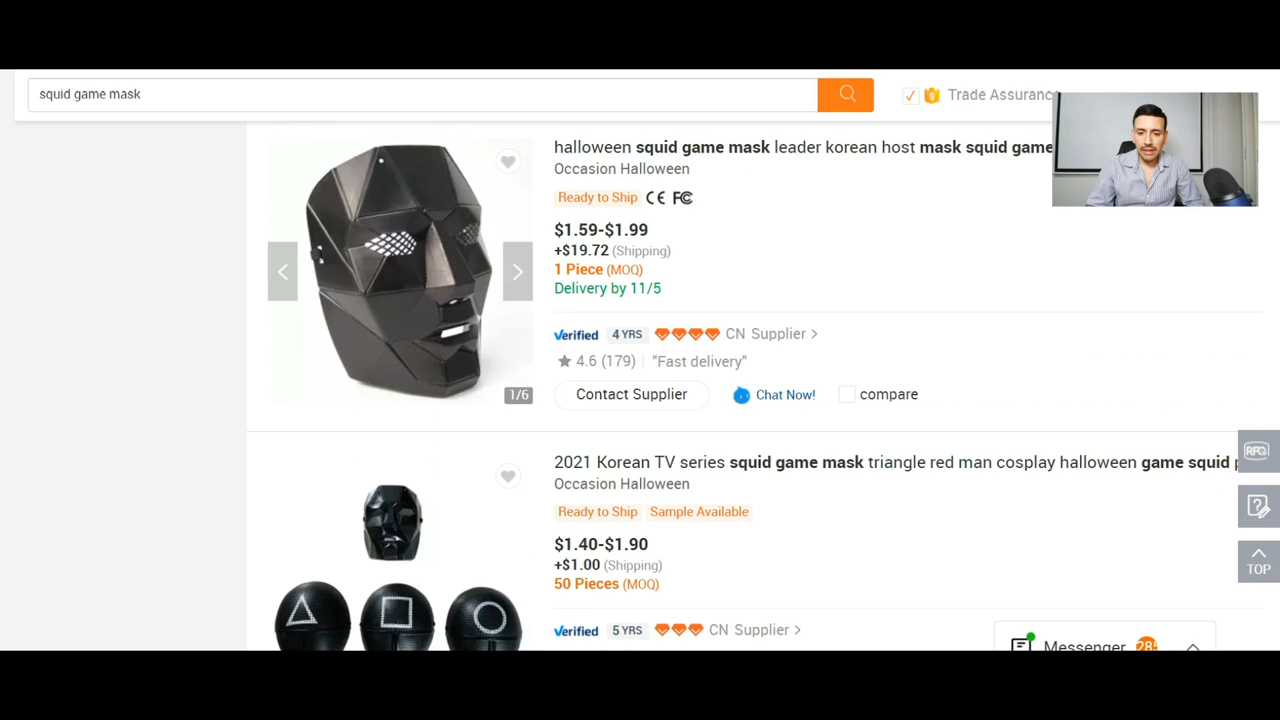 squid game mask
Trade Assurance
halloween squid game mask leader korean host mask squid game
Occasion Halloween
Ready to Ship CE FC
$1.59-$1.99
+$19.72 (Shipping)
1 Piece (MOQ)
Delivery by 11/5
1/6
Verified 4 YRS CN Supplier >
4.6 (179) "Fast delivery"
Contact Supplier Chat Now! compare
RFQ
2021 Korean TV series squid game mask triangle red man cosplay halloween game squid
Occasion Halloween
Ready to Ship Sample Available
$1.40-$1.90
+$1.00 (Shipping)
50 Pieces (MOQ)
TOP
Verified 5 YRS CN Supplier >
Messenger